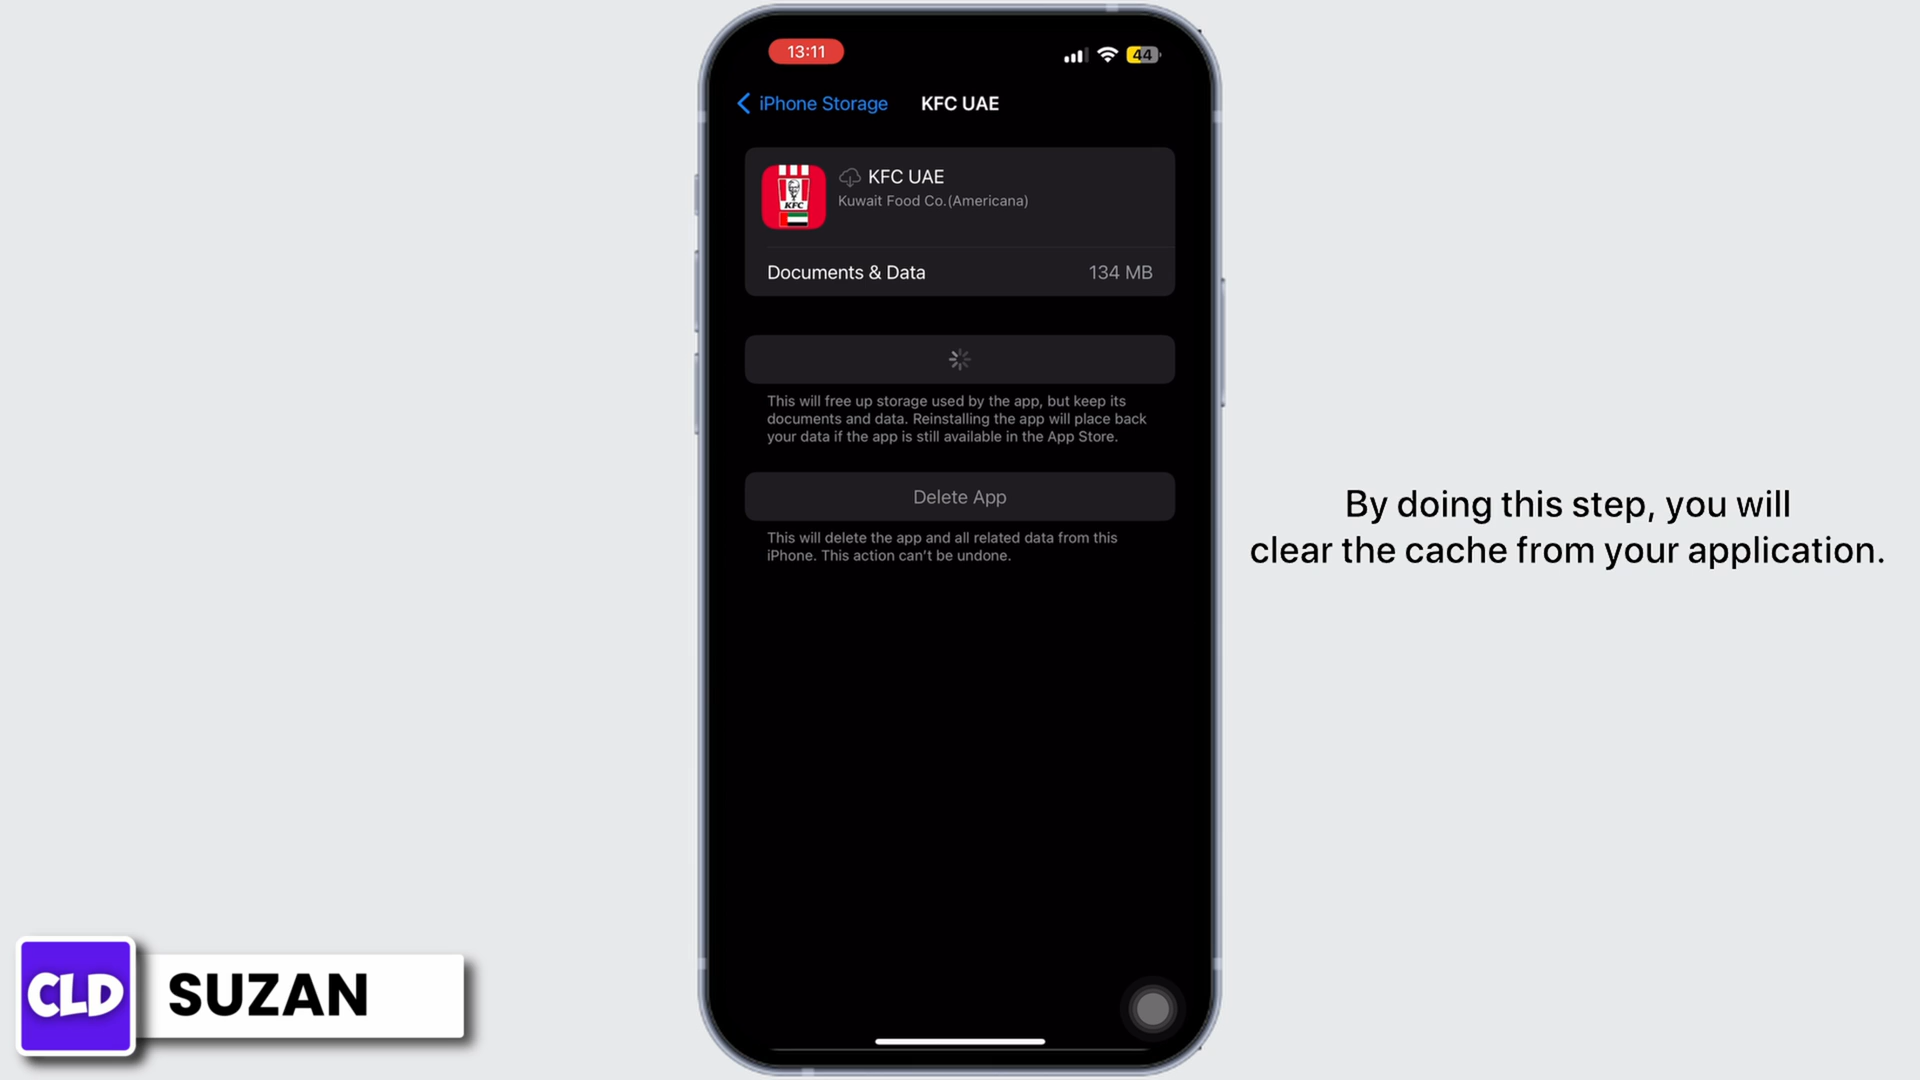 13:11
44
iPhone Storage
KFC UAE
KFC
KFC UAE
Kuwait Food Co.(Americana)
Documents & Data
134 MB
This will free up storage used by the app, but keep its
documents and data. Reinstalling the app will place back
your data if the app is still available in the App Store.
Delete App
This will delete the app and all related data from this
iPhone. This action can't be undone.
By doing this step, you will
clear the cache from your application.
CLD
SUZAN